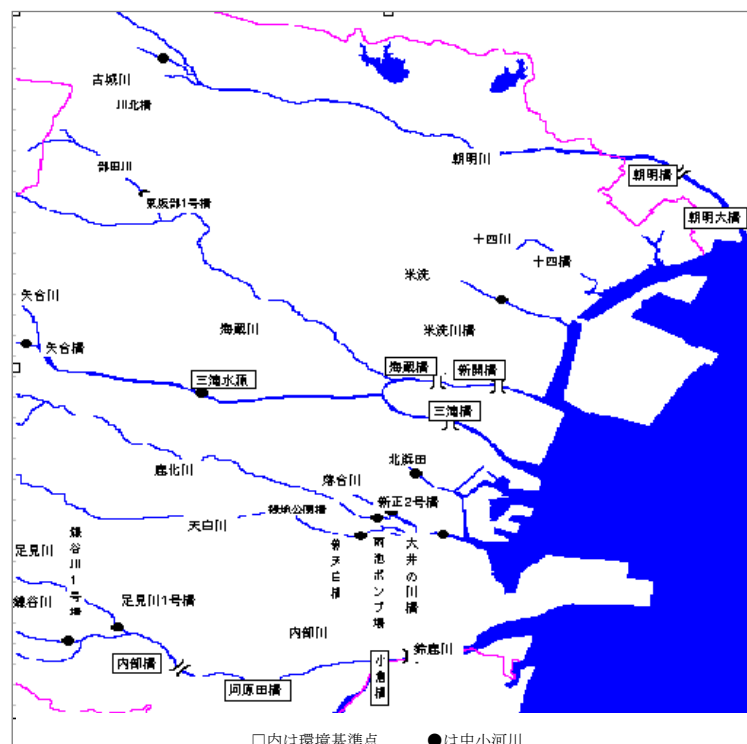 古城川
川北橋
朝明川
部田川
朝明橋
東阪部1号橋
朝明大橋
十四川
十四橋
米洗
矢合川
海蔵川
米洗川橋
矢合橋
海蔵橋
新開橋
三滝水源
三滝橋
北浜田
鹿北川
落合川
新正2号橋
天白川
緑地公園橋
足見川
鎌谷川1号橋
新天白橋
雨池ポンプ場
大井の川橋
鎌谷川
足見川1号橋
内部川
鈴鹿川
内部橋
小倉橋
河原田橋
□内は環境基準点 ●は中小河川